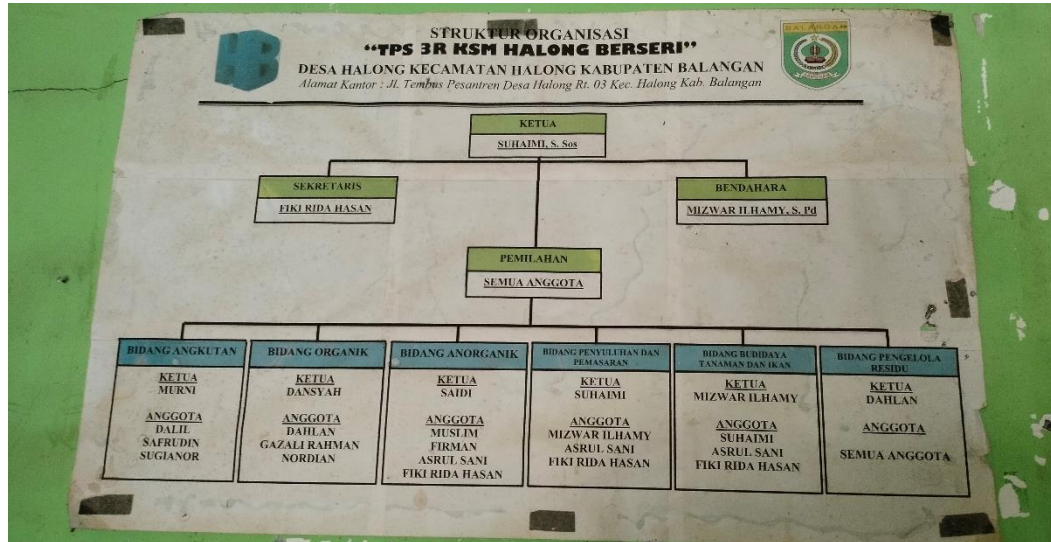 STRUKTUR ORGANISASI
“TPS 3R KSM HALONG BERSERI”
DESA HALONG KECAMATAN HALONG KABUPATEN BALANGAN
Alamat Kantor : Jl. Tembus Pesantren Desa Halong Rt. 03 Kec. Halong Kab. Balangan
HB
BALANGAN
KETUA
SUHAIMI, S. Sos
SEKRETARIS
FIKI RIDA HASAN
BENDAHARA
MIZWAR ILHAMY, S. Pd
PEMILAHAN
SEMUA ANGGOTA
BIDANG ANGKUTAN
KETUA
MURNI
ANGGOTA
DALIL
SAFRUDIN
SUGIANOR
BIDANG ORGANIK
KETUA
DANSYAH
ANGGOTA
DAHLAN
GAZALI RAHMAN
NORDIAN
BIDANG ANORGANIK
KETUA
SAIDI
ANGGOTA
MUSLIM
FIRMAN
ASRUL SANI
FIKI RIDA HASAN
BIDANG PENYULUHAN DAN
PEMASARAN
KETUA
SUHAIMI
ANGGOTA
MIZWAR ILHAMY
ASRUL SANI
FIKI RIDA HASAN
BIDANG BUDIDAYA
TANAMAN DAN IKAN
KETUA
MIZWAR ILHAMY
ANGGOTA
SUHAIMI
ASRUL SANI
FIKI RIDA HASAN
BIDANG PENGELOLA
RESIDU
KETUA
DAHLAN
ANGGOTA
SEMUA ANGGOTA